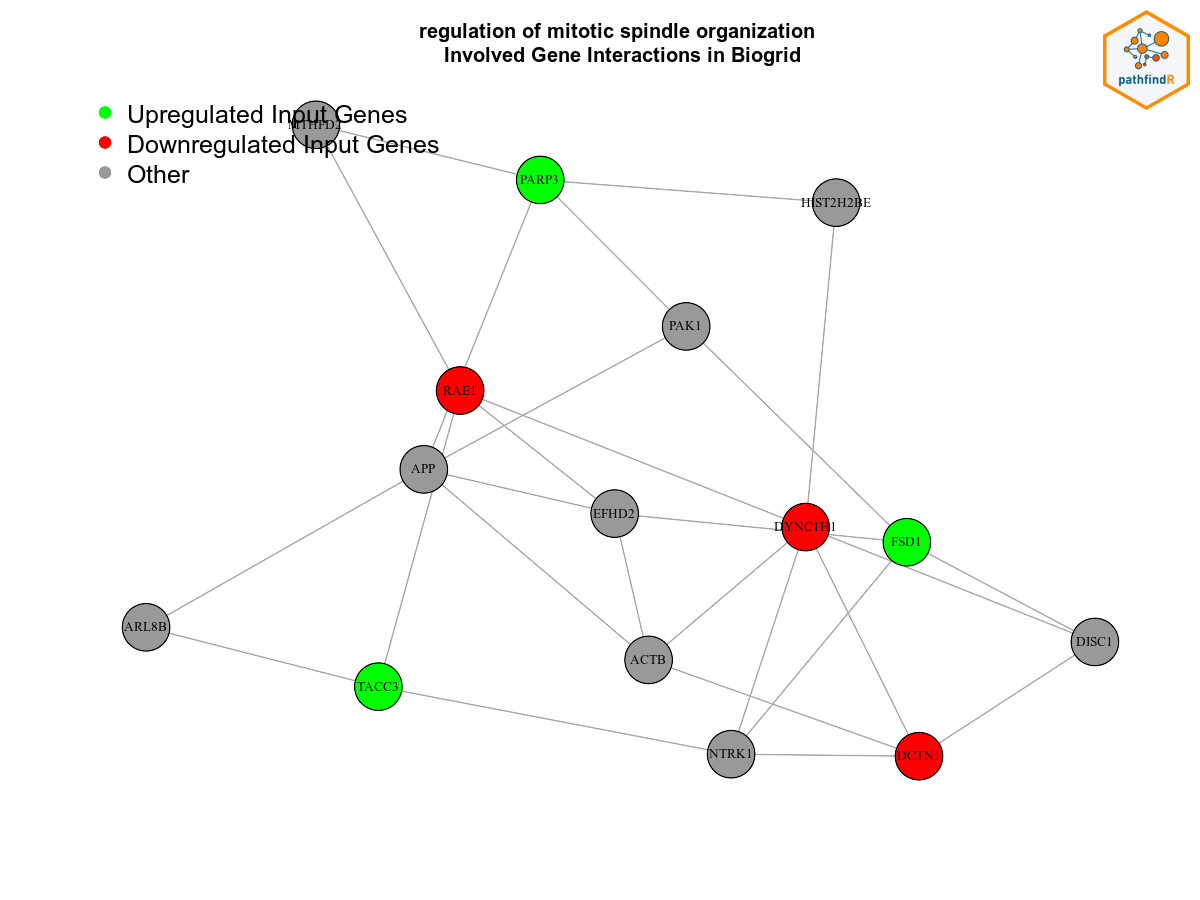 regulation of mitotic spindle organization
Involved Gene Interactions in Biogrid
pathfindR
Upregulated Input Genes
Downregulated Input Genes
Other
MTHFD2
PARP3
HIST2H2BE
PAK1
RAE1
APP
EFHD2
DYNC1H1
FSD1
ARL8B
DISC1
ACTB
TACC3
NTRK1
DCTN1